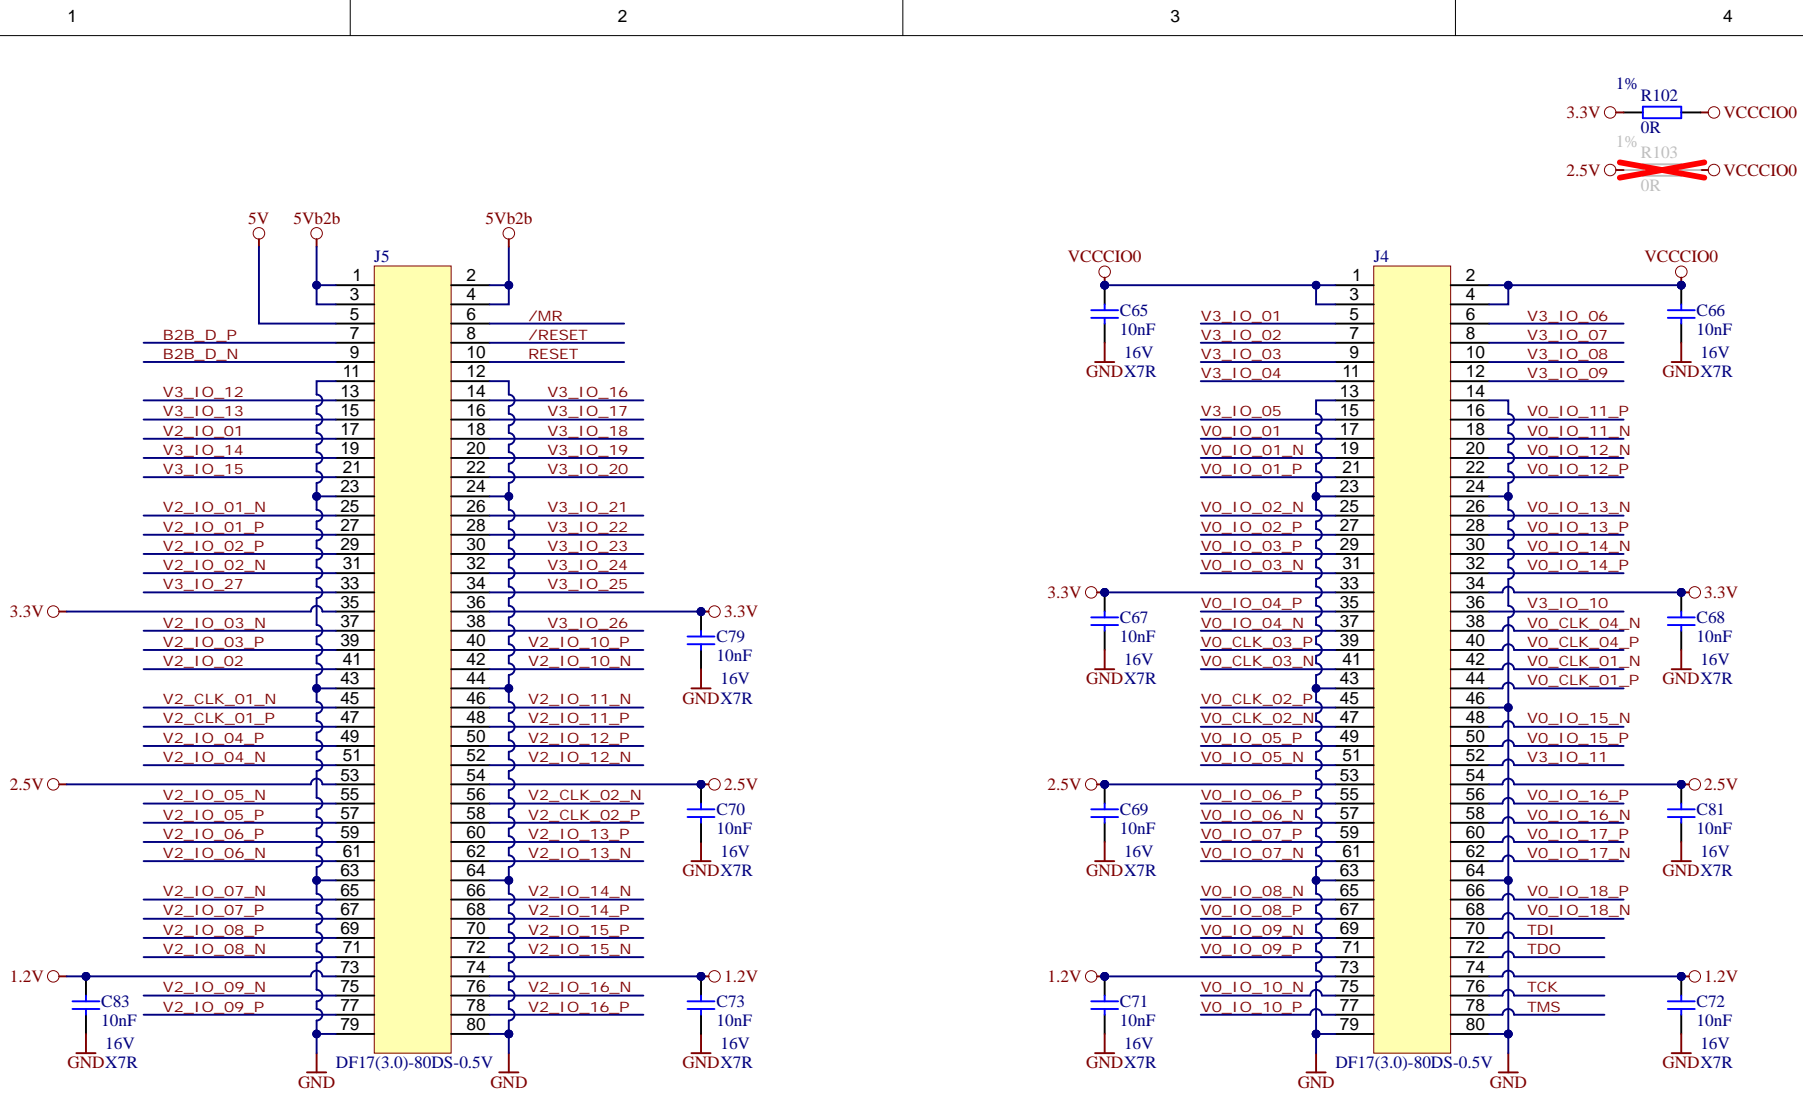 1 2 3 4
1%
R102
3.3V VCCCIO0
0R
1%
R103
2.5V VCCCIO0
0R
5V 5Vb2b 5Vb2b
J5
1 2
3 4
5 6 /MR
B2B_D_P 7 8 /RESET
B2B_D_N 9 10 RESET
11 12
V3_IO_12 13 14 V3_IO_16
V3_IO_13 15 16 V3_IO_17
V2_IO_01 17 18 V3_IO_18
V3_IO_14 19 20 V3_IO_19
V3_IO_15 21 22 V3_IO_20
23 24
V2_IO_01_N 25 26 V3_IO_21
V2_IO_01_P 27 28 V3_IO_22
V2_IO_02_P 29 30 V3_IO_23
V2_IO_02_N 31 32 V3_IO_24
V3_IO_27 33 34 V3_IO_25
3.3V 35 36 3.3V
V2_IO_03_N 37 38 V3_IO_26
V2_IO_03_P 39 40 V2_IO_10_P
V2_IO_02 41 42 V2_IO_10_N
43 44
V2_CLK_01_N 45 46 V2_IO_11_N
V2_CLK_01_P 47 48 V2_IO_11_P
V2_IO_04_P 49 50 V2_IO_12_P
V2_IO_04_N 51 52 V2_IO_12_N
2.5V 53 54 2.5V
V2_IO_05_N 55 56 V2_CLK_02_N
V2_IO_05_P 57 58 V2_CLK_02_P
V2_IO_06_P 59 60 V2_IO_13_P
V2_IO_06_N 61 62 V2_IO_13_N
63 64
V2_IO_07_N 65 66 V2_IO_14_N
V2_IO_07_P 67 68 V2_IO_14_P
V2_IO_08_P 69 70 V2_IO_15_P
V2_IO_08_N 71 72 V2_IO_15_N
1.2V 73 74 1.2V
V2_IO_09_N 75 76 V2_IO_16_N
V2_IO_09_P 77 78 V2_IO_16_P
79 80
DF17(3.0)-80DS-0.5V
GND GND
C79
10nF
16V
GND X7R
C70
10nF
16V
GND X7R
C83
10nF
16V
GND X7R
C73
10nF
16V
GND X7R
VCCCIO0 VCCCIO0
J4
1 2
3 4
V3_IO_01 5 6 V3_IO_06
V3_IO_02 7 8 V3_IO_07
V3_IO_03 9 10 V3_IO_08
V3_IO_04 11 12 V3_IO_09
13 14
V3_IO_05 15 16 V0_IO_11_P
V0_IO_01 17 18 V0_IO_11_N
V0_IO_01_N 19 20 V0_IO_12_N
V0_IO_01_P 21 22 V0_IO_12_P
23 24
V0_IO_02_N 25 26 V0_IO_13_N
V0_IO_02_P 27 28 V0_IO_13_P
V0_IO_03_P 29 30 V0_IO_14_N
V0_IO_03_N 31 32 V0_IO_14_P
3.3V 33 34 3.3V
V0_IO_04_P 35 36 V3_IO_10
V0_IO_04_N 37 38 V0_CLK_04_N
V0_CLK_03_P 39 40 V0_CLK_04_P
V0_CLK_03_N 41 42 V0_CLK_01_N
43 44 V0_CLK_01_P
V0_CLK_02_P 45 46
V0_CLK_02_N 47 48 V0_IO_15_N
V0_IO_05_P 49 50 V0_IO_15_P
V0_IO_05_N 51 52 V3_IO_11
2.5V 53 54 2.5V
V0_IO_06_P 55 56 V0_IO_16_P
V0_IO_06_N 57 58 V0_IO_16_N
V0_IO_07_P 59 60 V0_IO_17_P
V0_IO_07_N 61 62 V0_IO_17_N
63 64
V0_IO_08_N 65 66 V0_IO_18_P
V0_IO_08_P 67 68 V0_IO_18_N
V0_IO_09_N 69 70 TDI
V0_IO_09_P 71 72 TDO
1.2V 73 74 1.2V
V0_IO_10_N 75 76 TCK
V0_IO_10_P 77 78 TMS
79 80
DF17(3.0)-80DS-0.5V
GND GND
C65
10nF
16V
GND X7R
C66
10nF
16V
GND X7R
C67
10nF
16V
GND X7R
C68
10nF
16V
GND X7R
C69
10nF
16V
GND X7R
C81
10nF
16V
GND X7R
C71
10nF
16V
GND X7R
C72
10nF
16V
GND X7R